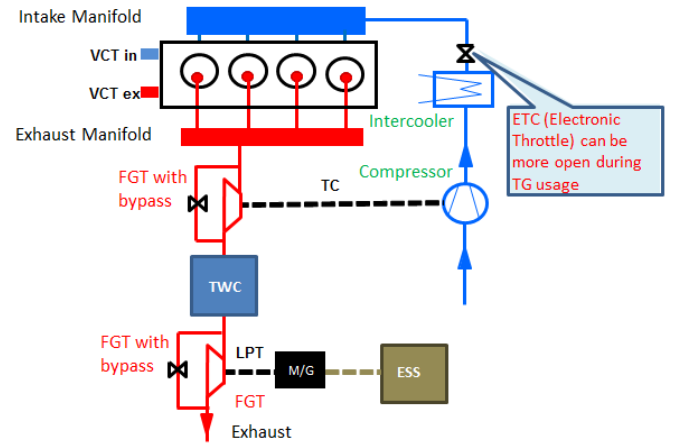 Intake Manifold
VCT in
VCT ex
Exhaust Manifold
Intercooler
ETC (Electronic
Throttle) can be
more open during
TG usage
FGT with
bypass
TC
Compressor
TWC
FGT with
bypass
LPT
M/G
ESS
FGT
Exhaust